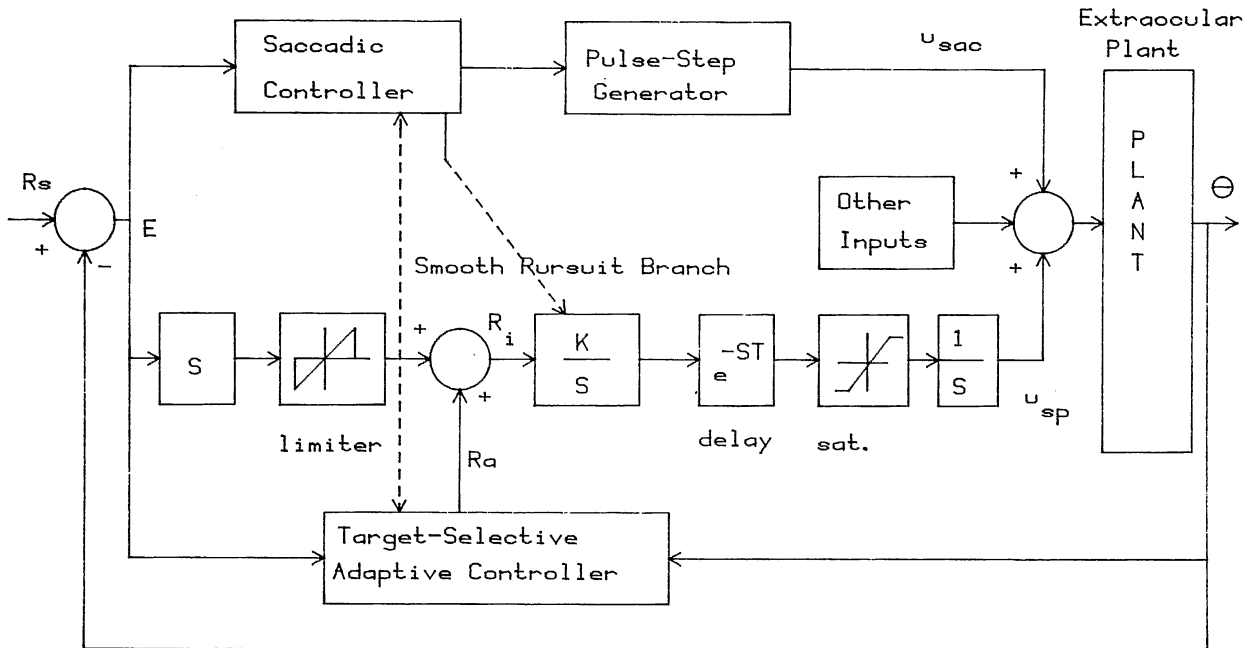 Extraocular
Plant
Saccadic
Controller
Pulse-Step
Generator
u sac
Rs
+
-
E
Other
Inputs
+
+
P
L
A
N
T
Θ
Smooth Rursuit Branch
S
limiter
+
+
R i
K
S
e -ST
delay
sat.
1
S
u sp
Ra
Target-Selective
Adaptive Controller